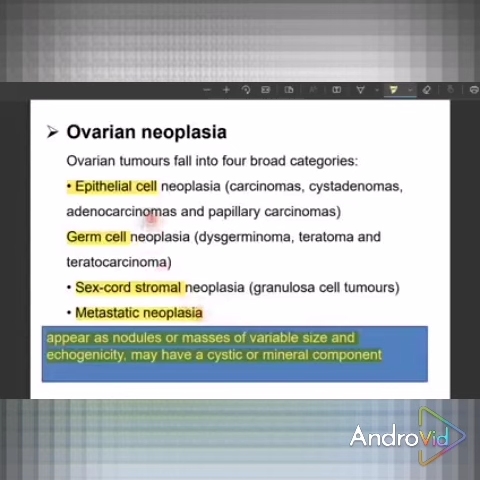 ➢ Ovarian neoplasia
Ovarian tumours fall into four broad categories:
• Epithelial cell neoplasia (carcinomas, cystadenomas,
adenocarcinomas and papillary carcinomas)
Germ cell neoplasia (dysgerminoma, teratoma and
teratocarcinoma)
• Sex-cord stromal neoplasia (granulosa cell tumours)
• Metastatic neoplasia
appear as nodules or masses of variable size and
echogenicity, may have a cystic or mineral component
AndroVid